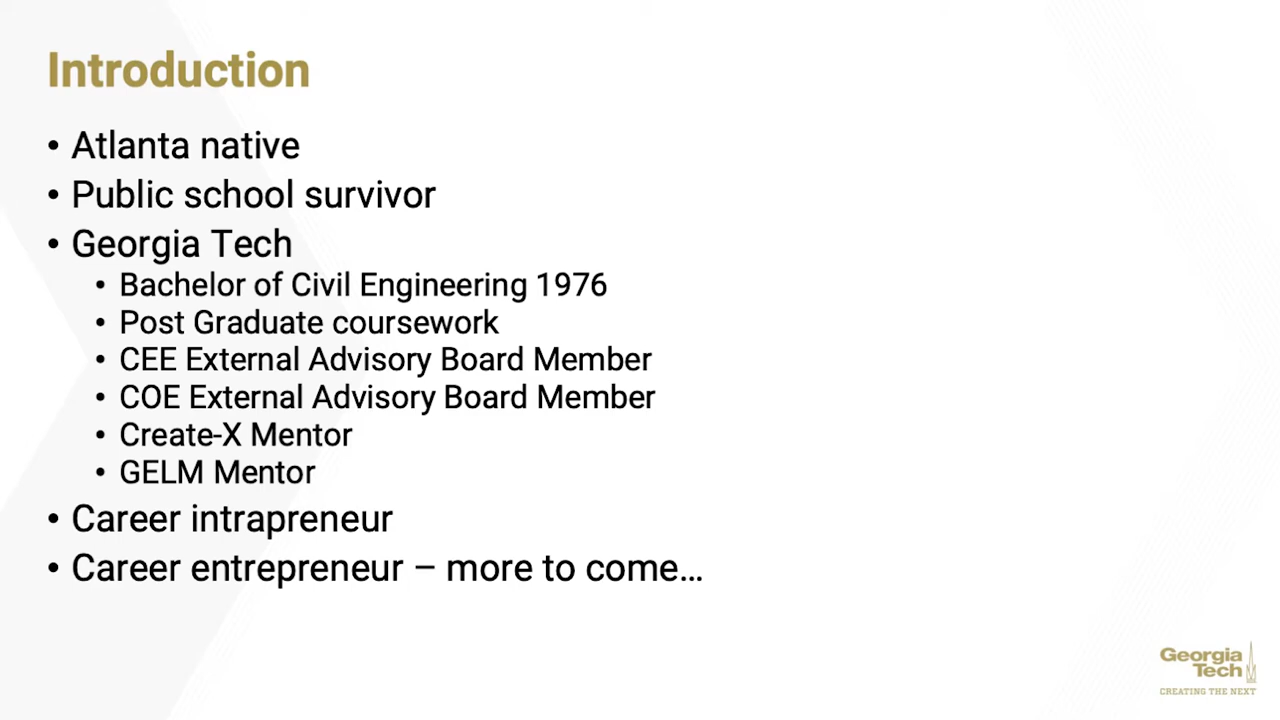 Introduction
• Atlanta native
• Public school survivor
• Georgia Tech
• Bachelor of Civil Engineering 1976
• Post Graduate coursework
• CEE External Advisory Board Member
• COE External Advisory Board Member
• Create-X Mentor
• GELM Mentor
• Career intrapreneur
• Career entrepreneur – more to come…
Georgia
Tech
CREATING THE NEXT